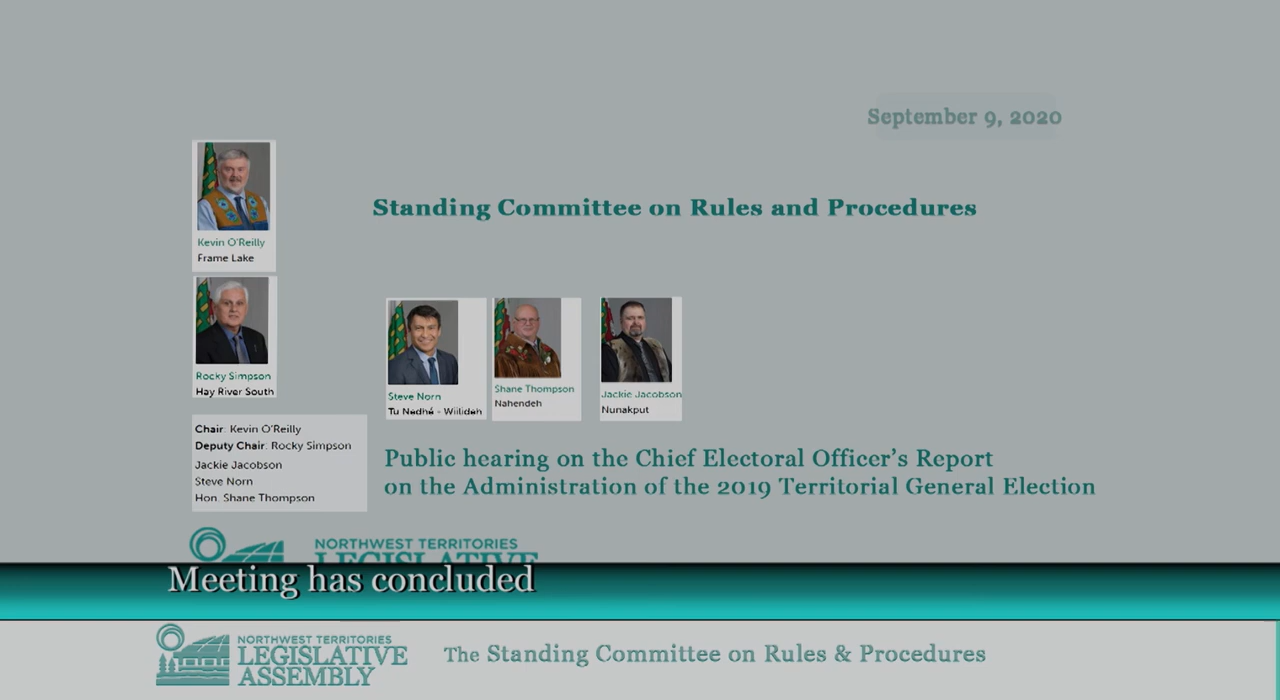 September 9, 2020
Standing Committee on Rules and Procedures
Kevin O'Reilly
Frame Lake
Rocky Simpson
Hay River South
Steve Norn
Tu Nedhé - Wiilideh
Shane Thompson
Nahendeh
Jackie Jacobson
Nunakput
Chair: Kevin O'Reilly
Deputy Chair: Rocky Simpson
Jackie Jacobson
Steve Norn
Hon. Shane Thompson
Public hearing on the Chief Electoral Officer's Report
on the Administration of the 2019 Territorial General Election
NORTHWEST TERRITORIES
LEGISLATIVE
Meeting has concluded
NORTHWEST TERRITORIES
LEGISLATIVE
ASSEMBLY
The Standing Committee on Rules & Procedures